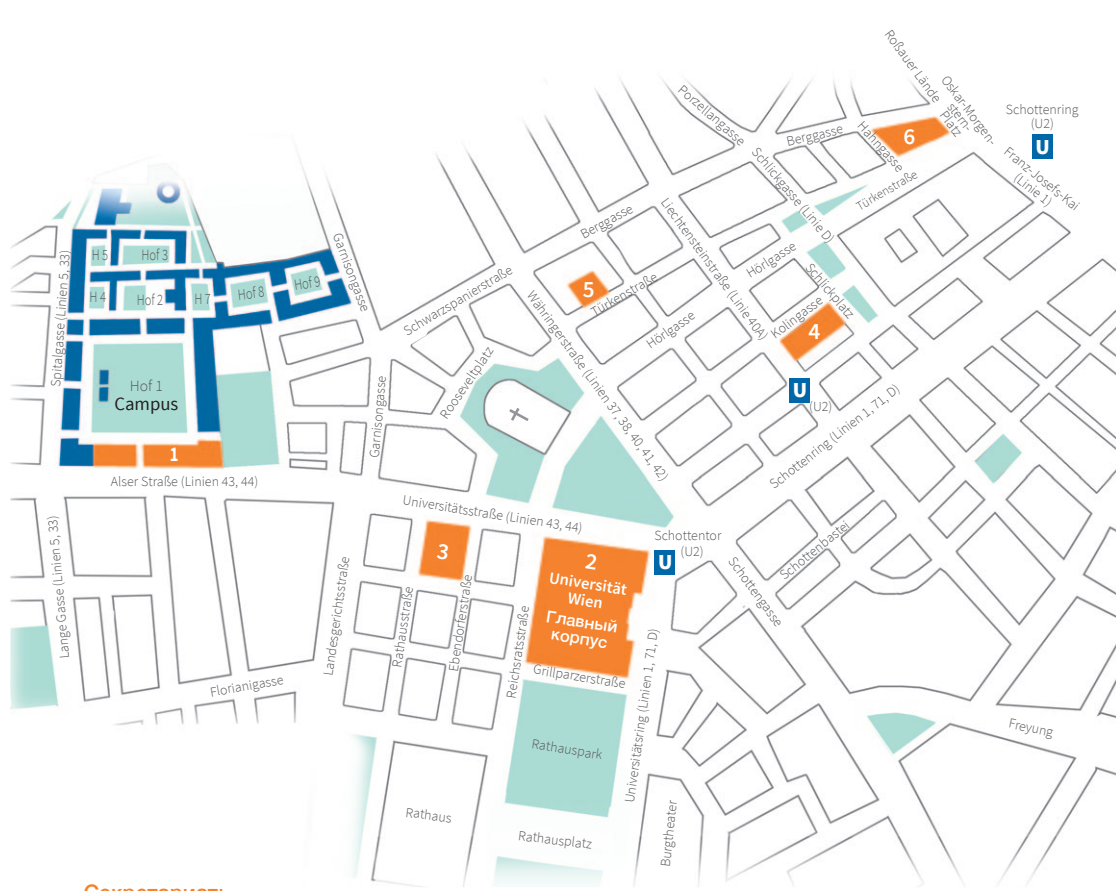 Roßauer Lände
Oskar-Morgen-
stern-
Platz
Schottenring
(U2)
U
Franz-Josefs-Kai
(Linie 1)
Porzellangasse
Berggasse
Hahngasse
6
Schlickgasse (Linie D)
Türkenstraße
Berggasse
Liechtensteinstraße (Linie 40A)
Hörlgasse
Schlickplatz
Kolingasse
4
5
Türkenstraße
Hörlgasse
Währingerstraße (Linien 37, 38, 40, 41, 42)
Schwarzspanierstraße
Garnisongasse
Rooseveltplatz
Garnisongasse
Spitalgasse (Linien 5, 33)
H 5
Hof 3
H 4
Hof 2
H 7
Hof 8
Hof 9
Hof 1
Campus
1
Alser Straße (Linien 43, 44)
U
(U2)
Schottenring (Linien 1, 71, D)
Universitätsstraße (Linien 43, 44)
Schottentor
(U2)
U
Schottenbastei
Schottengasse
3
2
Universität
Wien
Главный
корпус
Lange Gasse (Linien 5, 33)
Landesgerichtsstraße
Rathausstraße
Ebendorferstraße
Reichsratsstraße
Grillparzerstraße
Universitätsring (Linien 1, 71, D)
Florianigasse
Rathauspark
Freyung
Rathaus
Rathausplatz
Burgtheater